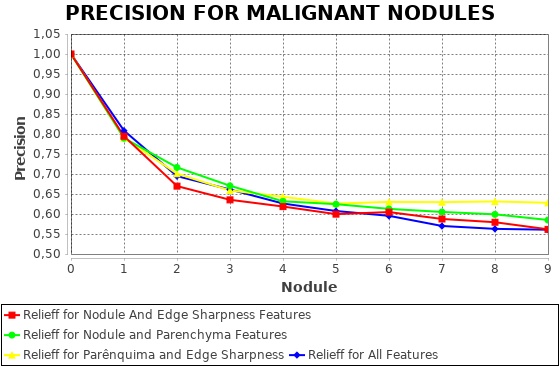 PRECISION FOR MALIGNANT NODULES
1,05
1,00
0,95
0,90
0,85
0,80
0,75
0,70
0,65
0,60
0,55
0,50
Precision
0 1 2 3 4 5 6 7 8 9
Nodule
Relieff for Nodule And Edge Sharpness Features
Relieff for Nodule and Parenchyma Features
Relieff for Parênquima and Edge Sharpness Relieff for All Features